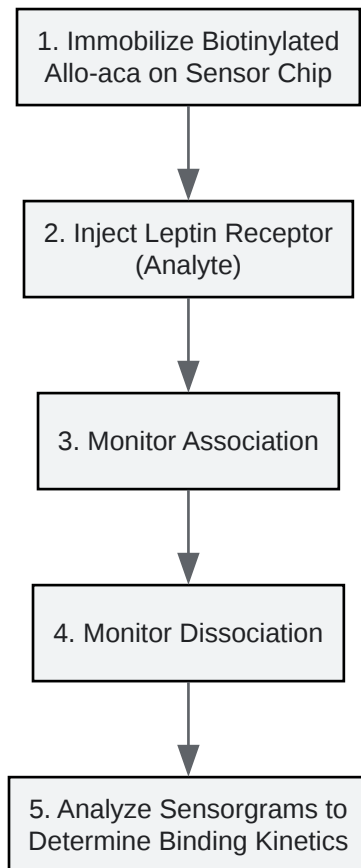 1. Immobilize Biotinylated
Allo-aca on Sensor Chip
2. Inject Leptin Receptor
(Analyte)
3. Monitor Association
4. Monitor Dissociation
5. Analyze Sensorgrams to
Determine Binding Kinetics